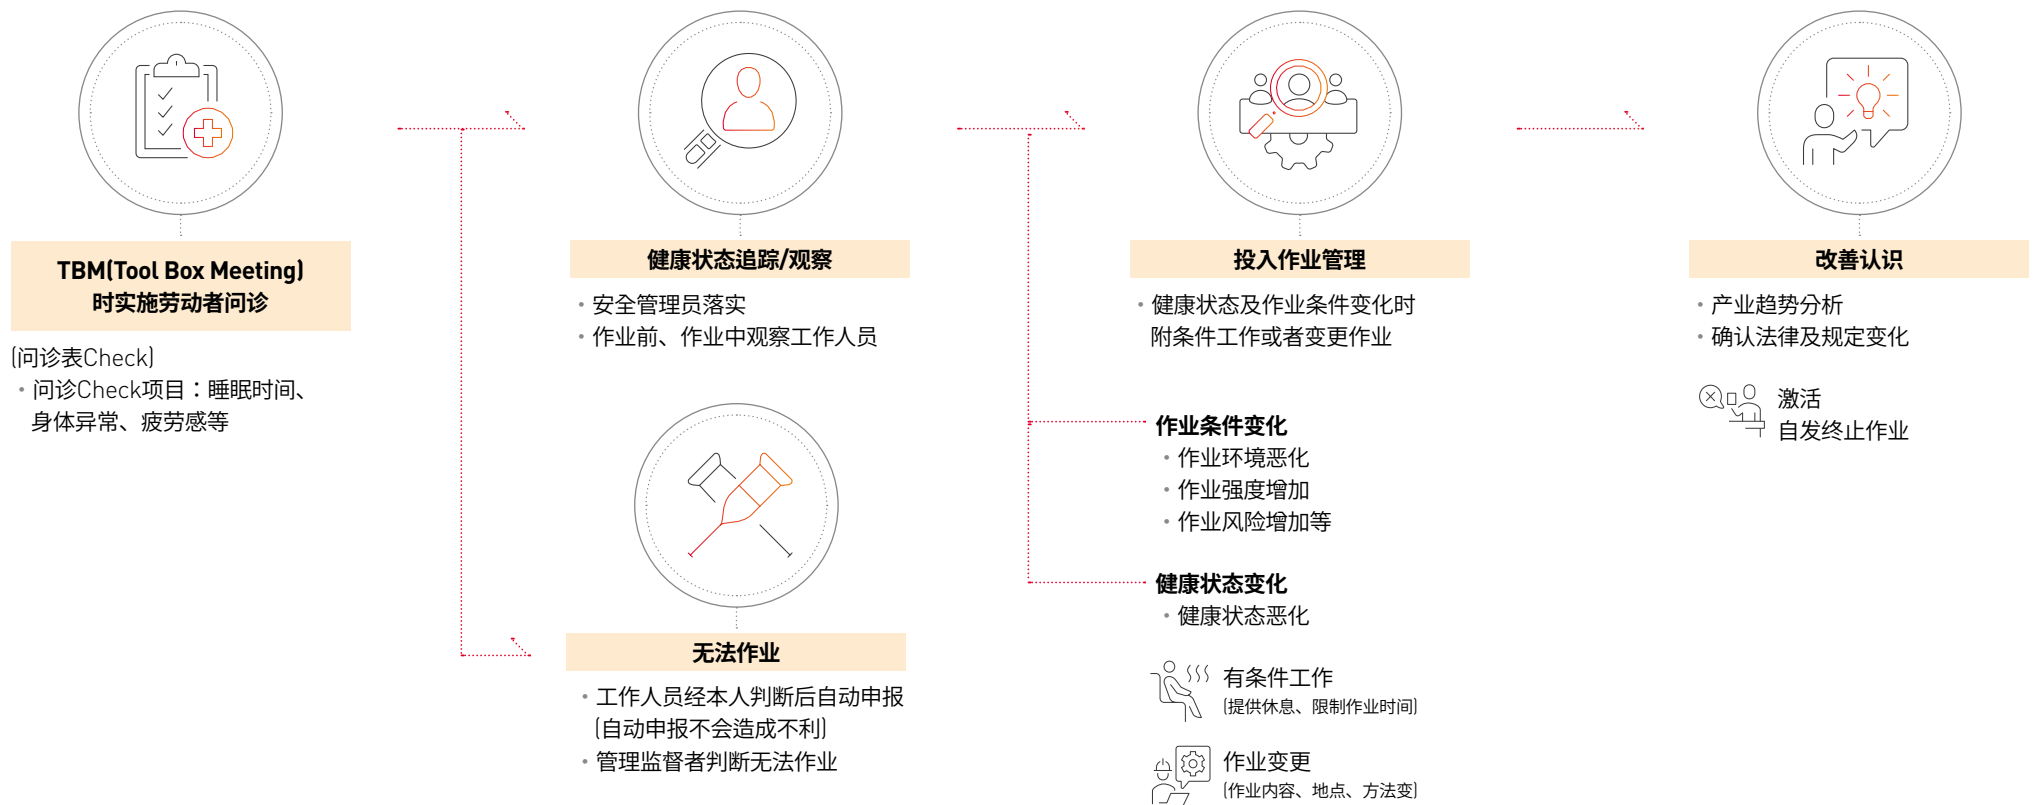 TBM(Tool Box Meeting)
时实施劳动者问诊
(问诊表Check)
· 问诊Check项目：睡眠时间、
身体异常、疲劳感等
健康状态追踪/观察
· 安全管理员落实
· 作业前、作业中观察工作人员
无法作业
· 工作人员经本人判断后自动申报
(自动申报不会造成不利)
· 管理监督者判断无法作业
投入作业管理
· 健康状态及作业条件变化时
附条件工作或者变更作业
作业条件变化
· 作业环境恶化
· 作业强度增加
· 作业风险增加等
健康状态变化
· 健康状态恶化
有条件工作
(提供休息、限制作业时间)
作业变更
(作业内容、地点、方法变)
改善认识
· 产业趋势分析
· 确认法律及规定变化
激活
自发终止作业